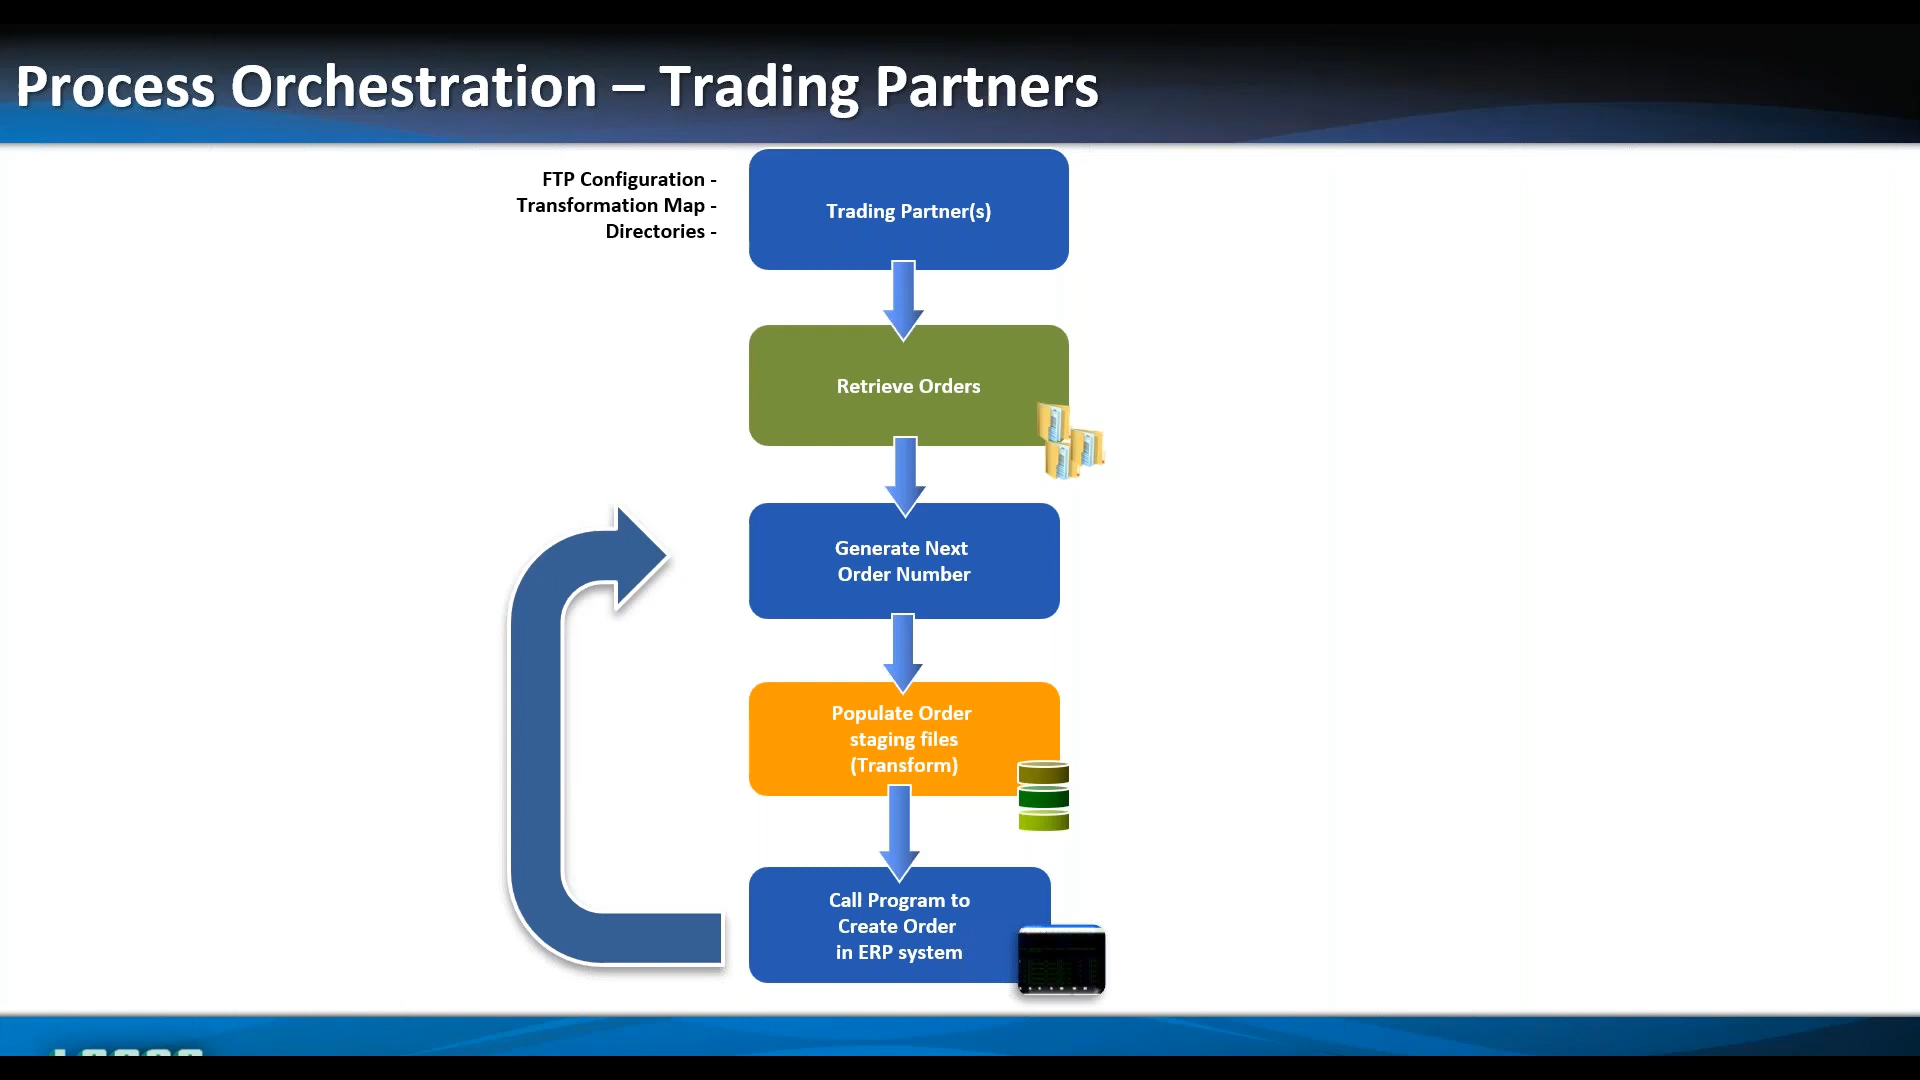 Process Orchestration – Trading Partners
FTP Configuration -
Transformation Map -
Directories -
Trading Partner(s)
Retrieve Orders
Generate Next
Order Number
Populate Order
staging files
(Transform)
Call Program to
Create Order
in ERP system